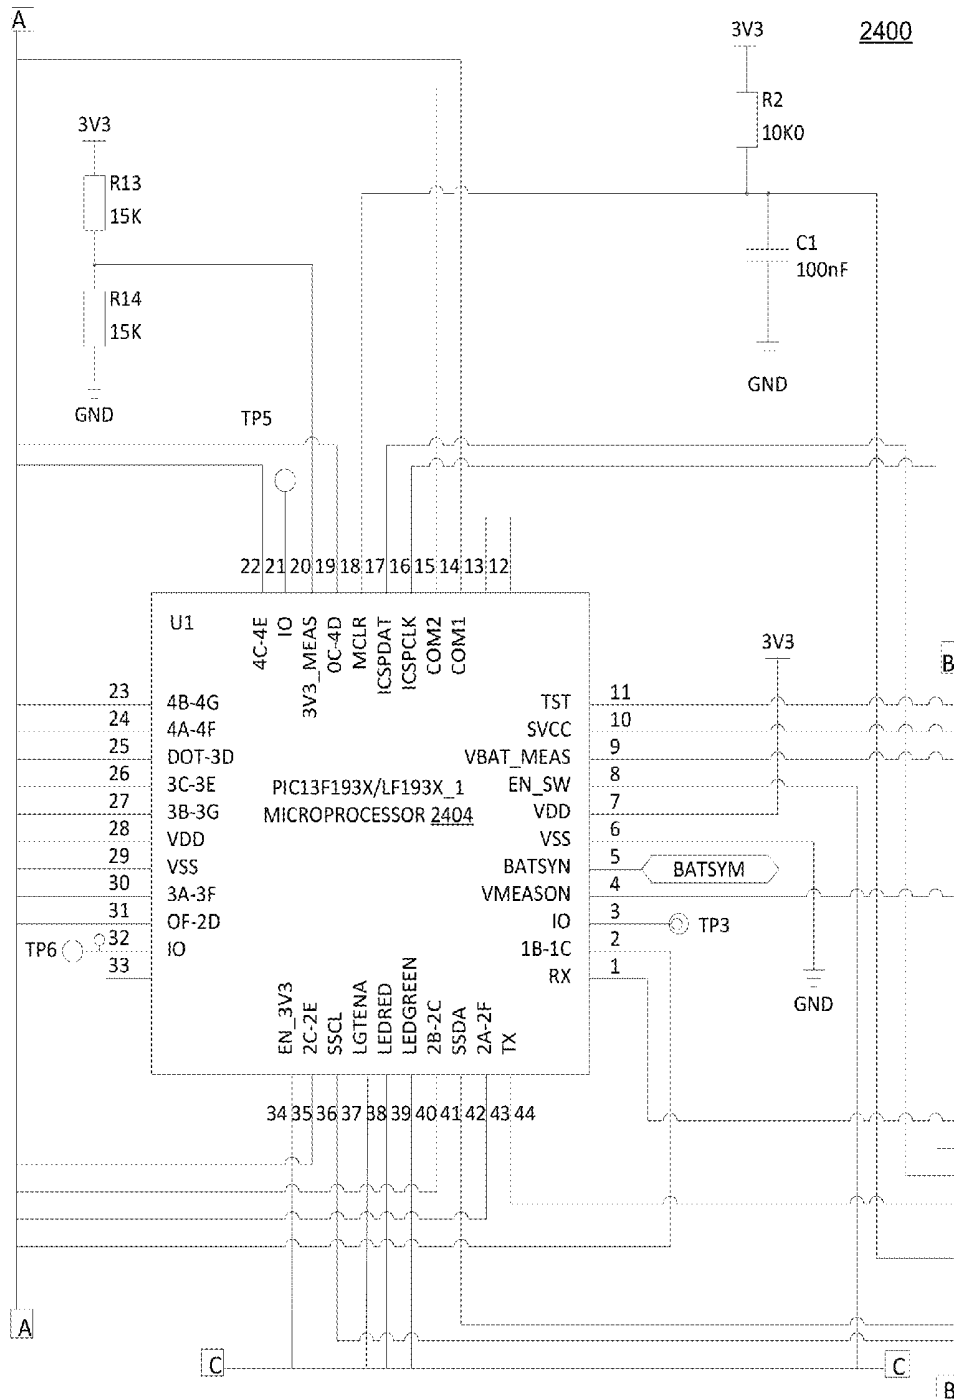 A
3V3
2400
R2
10K0
3V3
R13
15K
C1
100nF
R14
15K
GND
GND
TP5
22 21 20 19 18 17 16 15 14 13 12
U1
4C-4E
IO
3V3_MEAS
0C-4D
MCLR
ICSPDAT
ICSPCLK
COM2
COM1
3V3
B
23 4B-4G
24 4A-4F
25 DOT-3D
26 3C-3E
27 3B-3G
28 VDD
29 VSS
30 3A-3F
31 OF-2D
TP6 32 IO
33
PIC13F193X/LF193X_1
MICROPROCESSOR 2404
TST 11
SVCC 10
VBAT_MEAS 9
EN_SW 8
VDD 7
VSS 6
BATSYN 5 BATSYM
VMEASON 4
IO 3 TP3
1B-1C 2
RX 1
GND
EN_3V3
2C-2E
SSCL
LGTENA
LEDRED
LEDGREEN
2B-2C
SSDA
2A-2F
TX
34 35 36 37 38 39 40 41 42 43 44
A
C
C
B